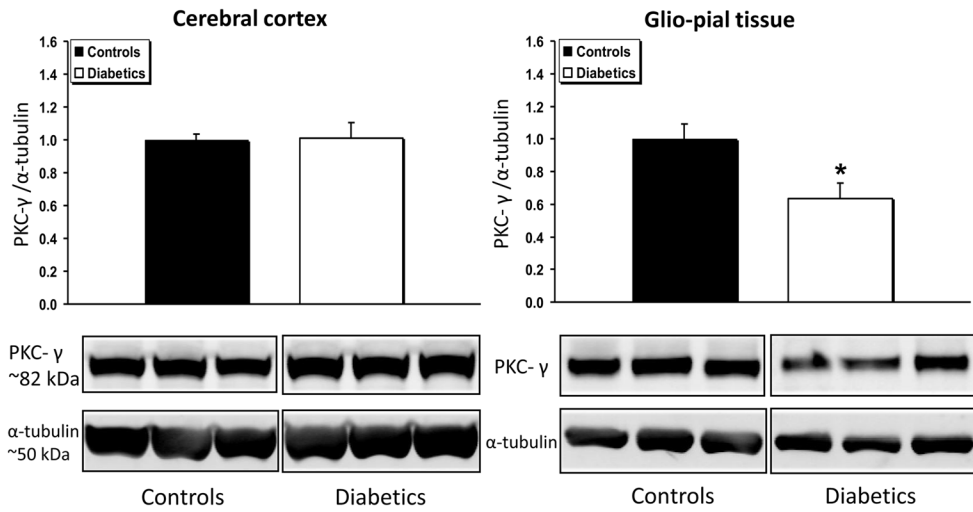 Cerebral cortex
1.6
1.4
1.2
1.0
0.8
0.6
0.4
0.2
0.0
PKC-γ /α-tubulin
Controls
Diabetics
PKC- γ
~82 kDa
α-tubulin
~50 kDa
Controls
Diabetics
Glio-pial tissue
1.6
1.4
1.2
1.0
0.8
0.6
0.4
0.2
0.0
PKC- γ /α-tubulin
Controls
Diabetics
*
PKC- γ
α-tubulin
Controls
Diabetics